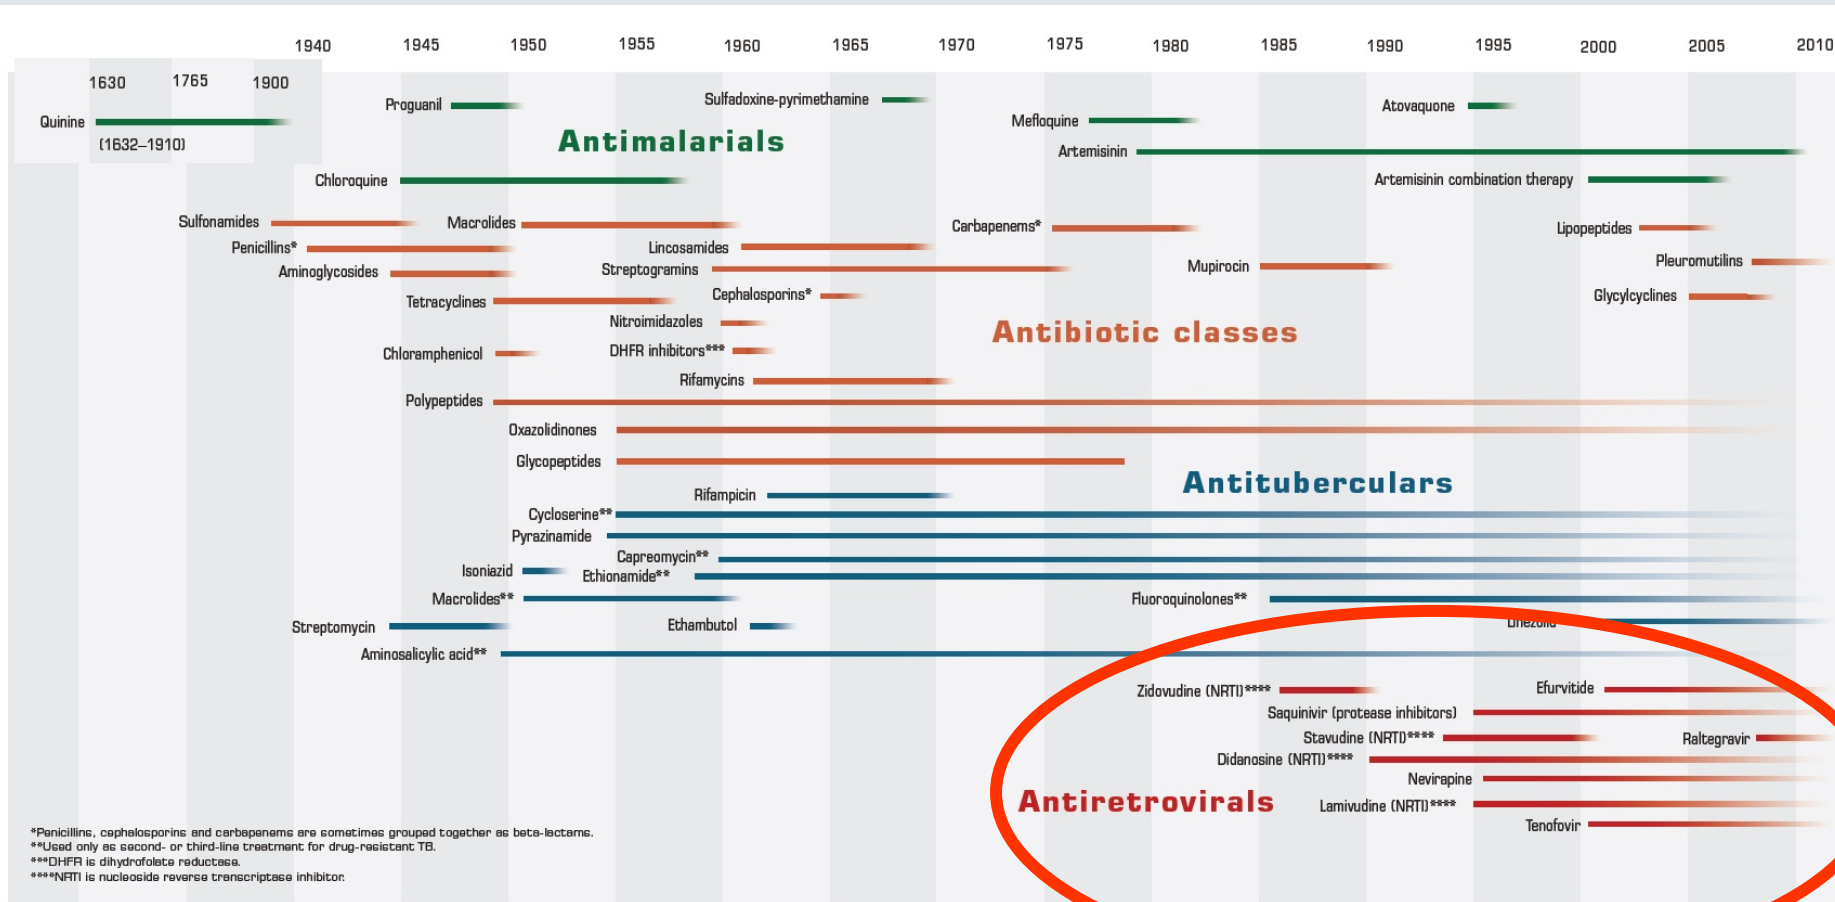 1940 1945 1950 1955 1960 1965 1970 1975 1980 1985 1990 1995 2000 2005 2010
1630 1765 1900
Quinine
(1632–1910)
Proguanil
Sulfadoxine-pyrimethamine
Mefloquine
Atovaquone
Antimalarials
Artemisinin
Chloroquine
Artemisinin combination therapy
Sulfonamides
Macrolides
Carbapenems*
Lipopeptides
Penicillins*
Lincosamides
Aminoglycosides
Streptogramins
Mupirocin
Pleuromutilins
Tetracyclines
Cephalosporins*
Glycylcyclines
Nitroimidazoles
Antibiotic classes
Chloramphenicol
DHFR inhibitors***
Rifamycins
Polypeptides
Oxazolidinones
Glycopeptides
Antituberculars
Rifampicin
Cycloserine**
Pyrazinamide
Capreomycin**
Isoniazid
Ethionamide**
Macrolides**
Fluoroquinolones**
Streptomycin
Ethambutol
Aminosalicylic acid**
Zidovudine (NRTI)****
Efurvitide
Saquinivir (protease inhibitors)
Stavudine (NRTI)****
Raltegravir
Didanosine (NRTI)****
Nevirapine
Antiretrovirals
Lamivudine (NRTI)****
Tenofovir
*Penicillins, cephalosporins and carbapenems are sometimes grouped together as beta-lactams.
**Used only as second- or third-line treatment for drug-resistant TB.
***DHFR is dihydrofolate reductase.
****NRTI is nucleoside reverse transcriptase inhibitor.